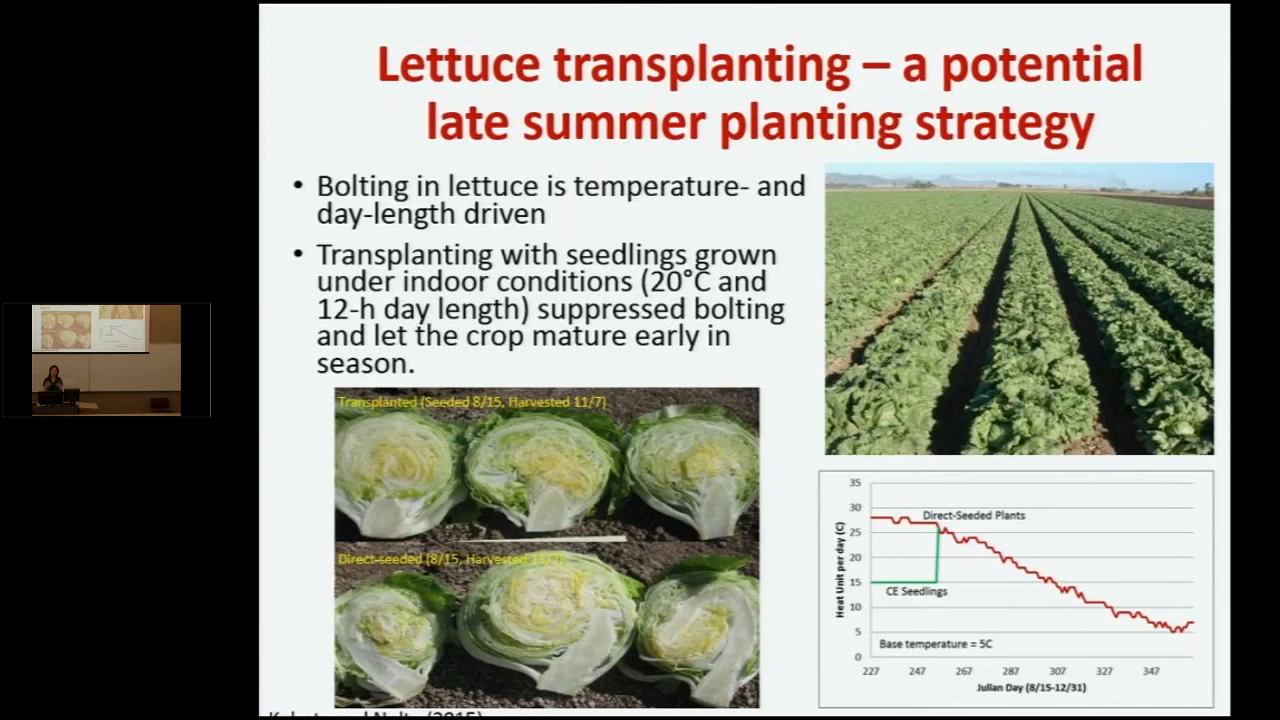 Lettuce transplanting – a potential
late summer planting strategy
• Bolting in lettuce is temperature- and
day-length driven
• Transplanting with seedlings grown
under indoor conditions (20°C and
12-h day length) suppressed bolting
and let the crop mature early in
season.
Transplanted (Seeded 8/15, Harvested 11/7)
Direct-seeded (8/15, Harvested 11/7)
35
30
25
20
15
10
5
0
Heat Unit per day (C)
Direct-Seeded Plants
CE Seedlings
Base temperature = 5C
227 247 267 287 307 327 347
Julian Day (8/15-12/31)
(2015)